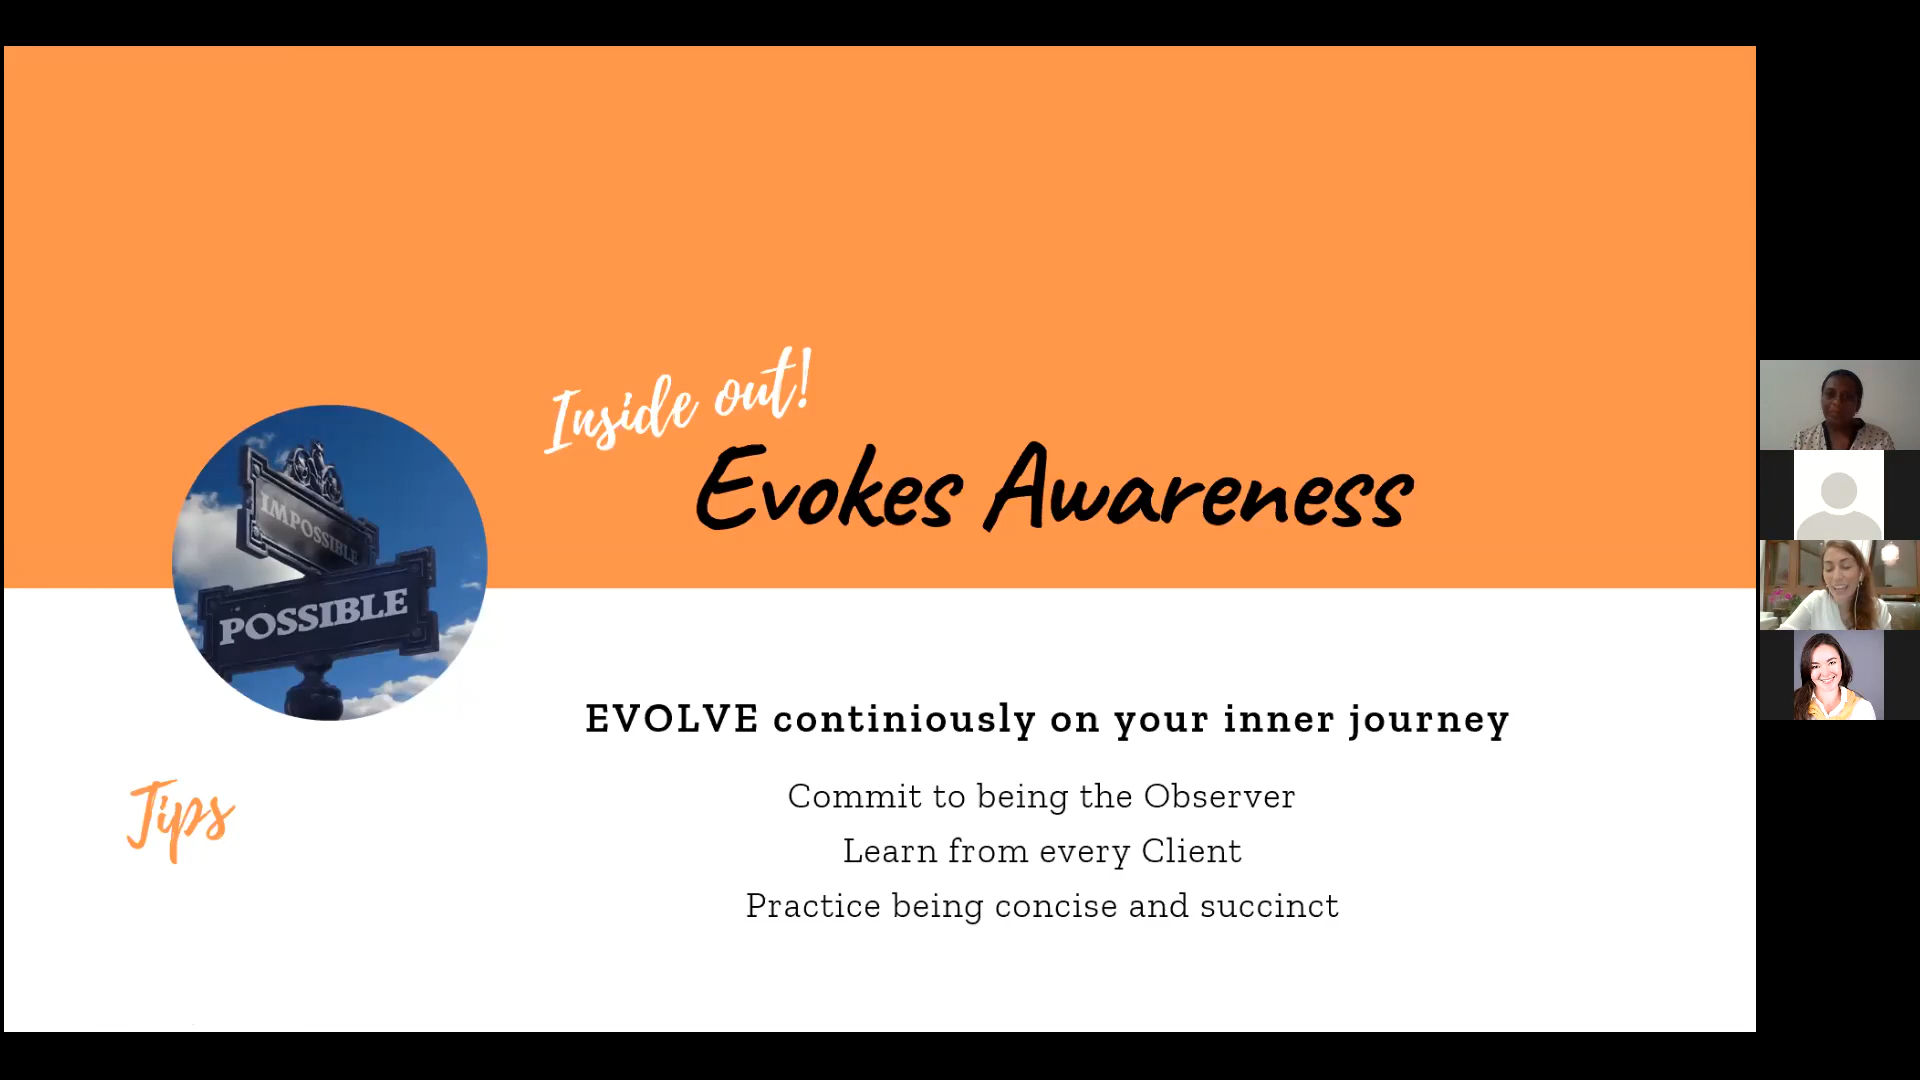 Inside out!
Evokes Awareness
IMPOSSIBLE
POSSIBLE
EVOLVE continiously on your inner journey
Tips
Commit to being the Observer
Learn from every Client
Practice being concise and succinct